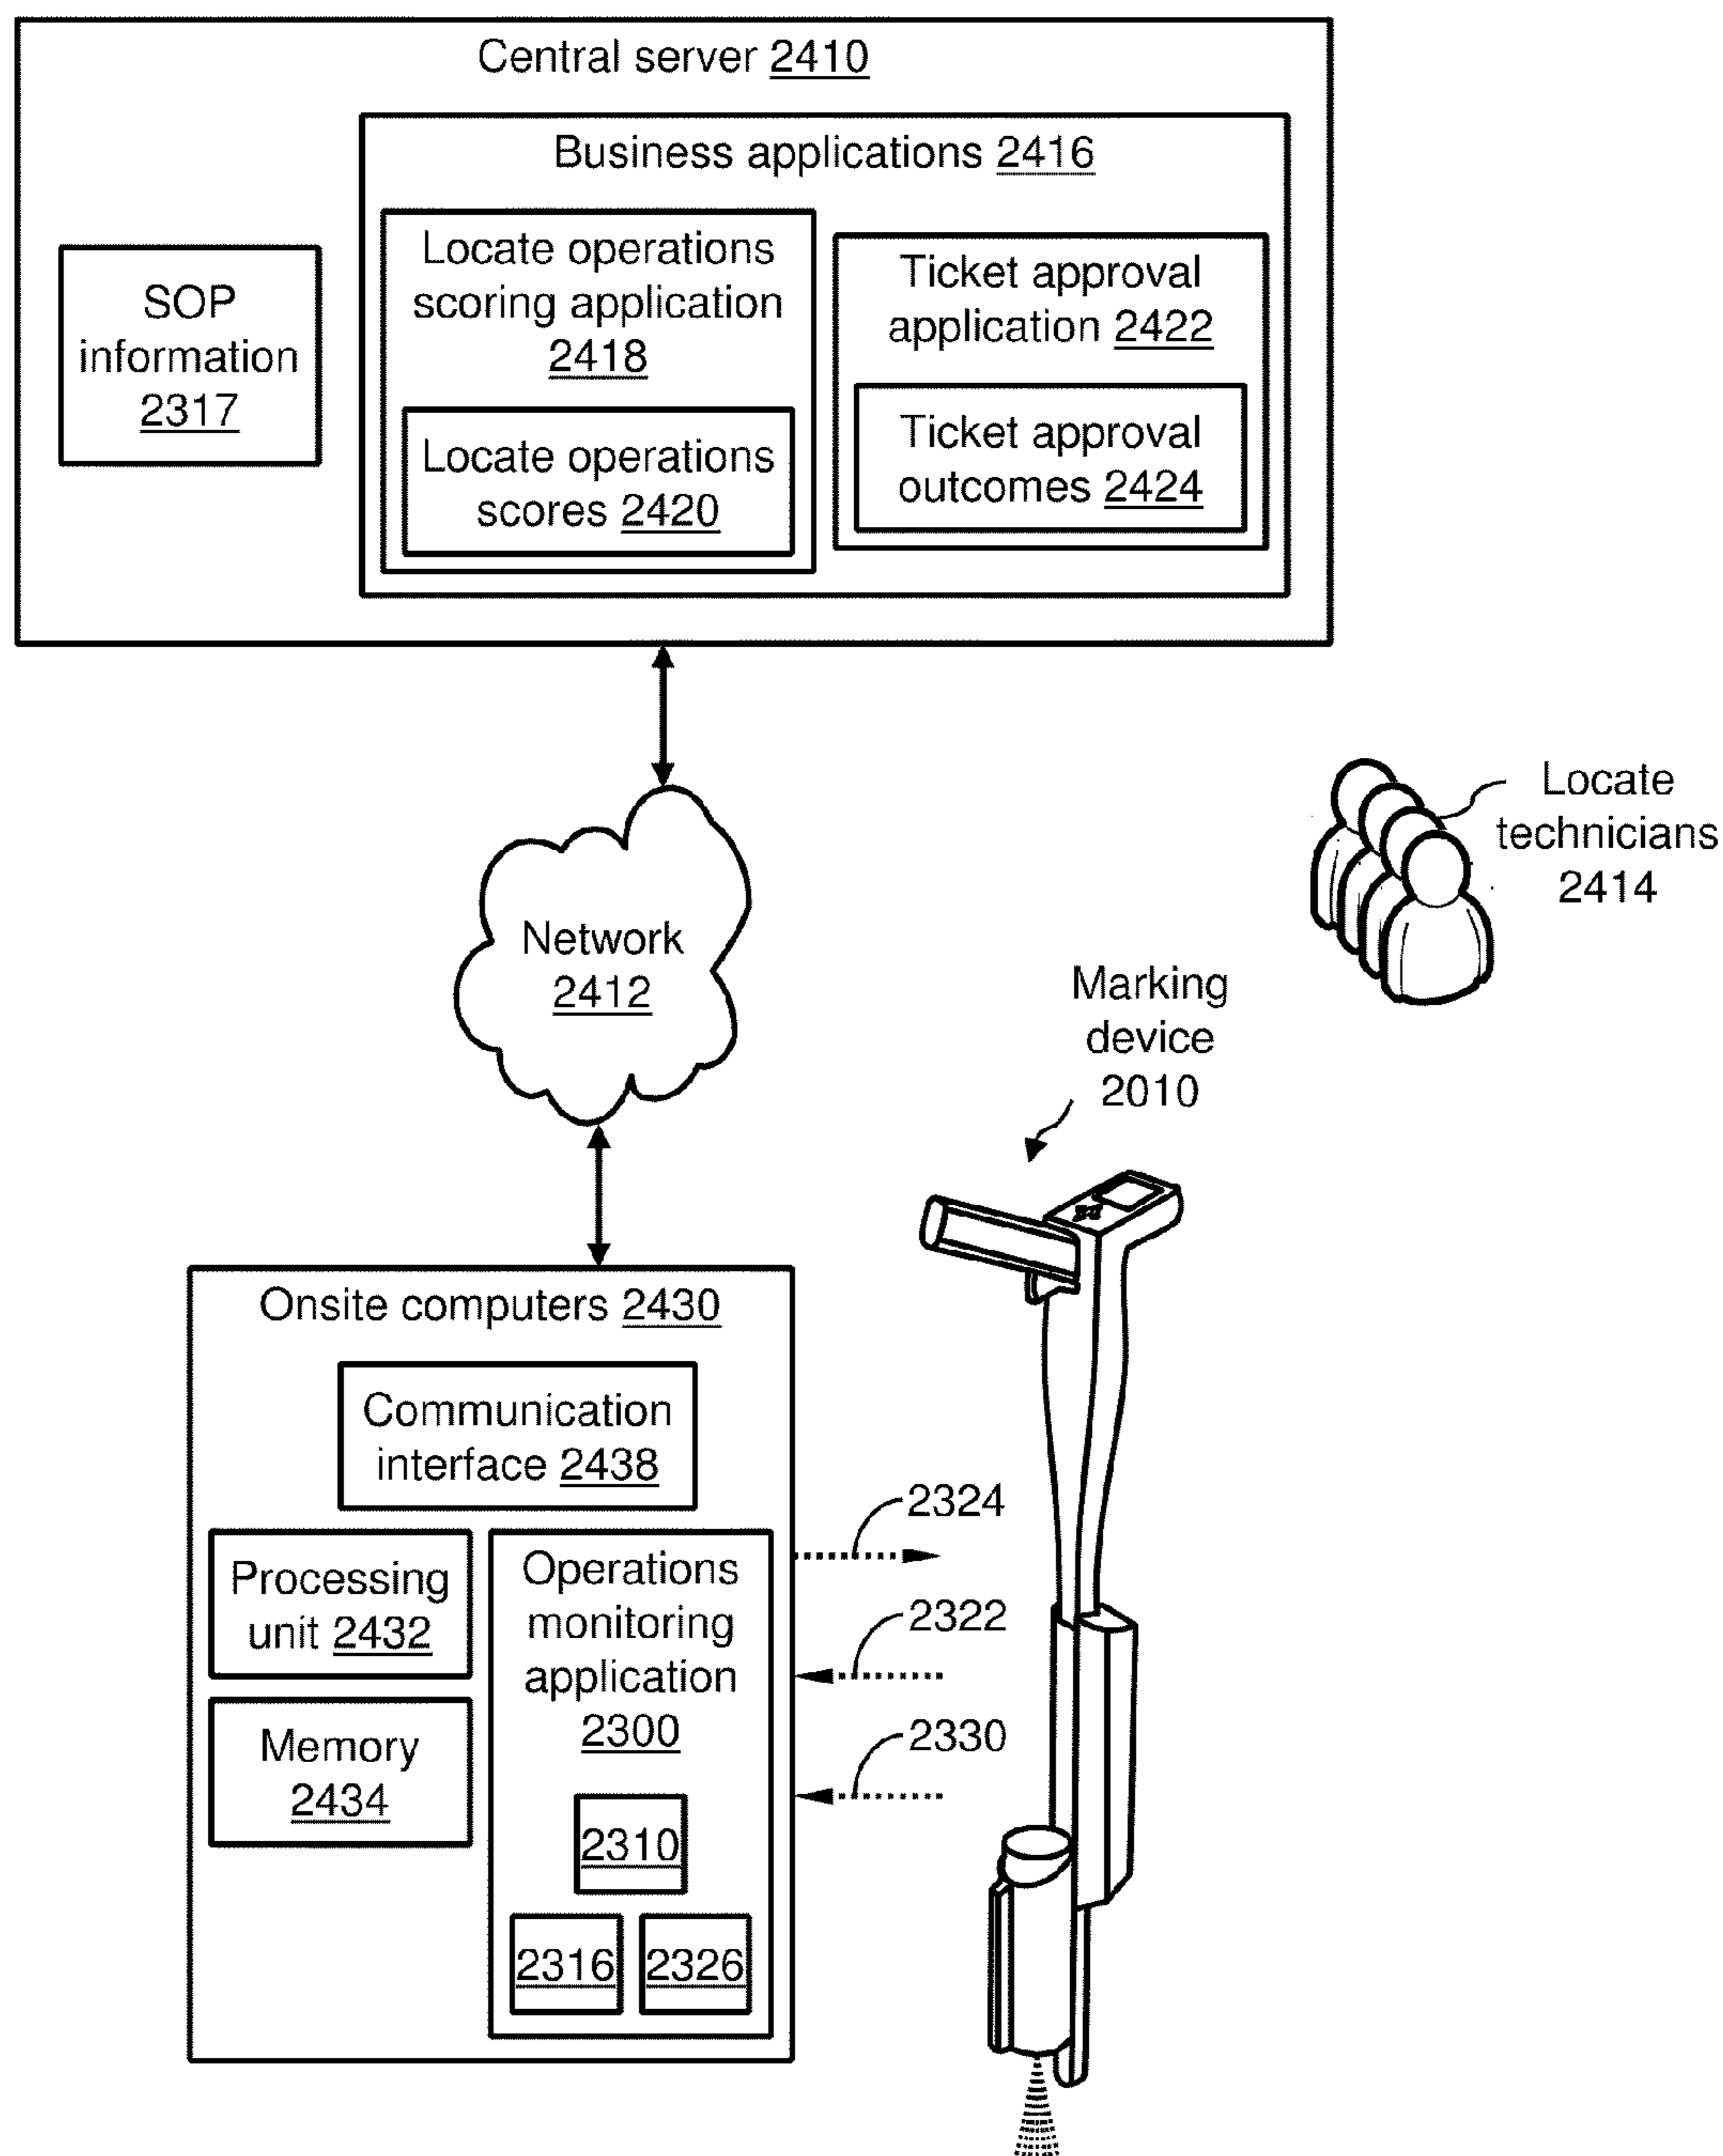 Central server 2410
Business applications 2416
SOP
information
2317
Locate operations
scoring application
2418
Locate operations
scores 2420
Ticket approval
application 2422
Ticket approval
outcomes 2424
Locate
technicians
2414
Network
2412
Marking
device
2010
Onsite computers 2430
Communication
interface 2438
Processing
unit 2432
Memory
2434
Operations
monitoring
application
2300
2310
2316
2326
2324
2322
2330